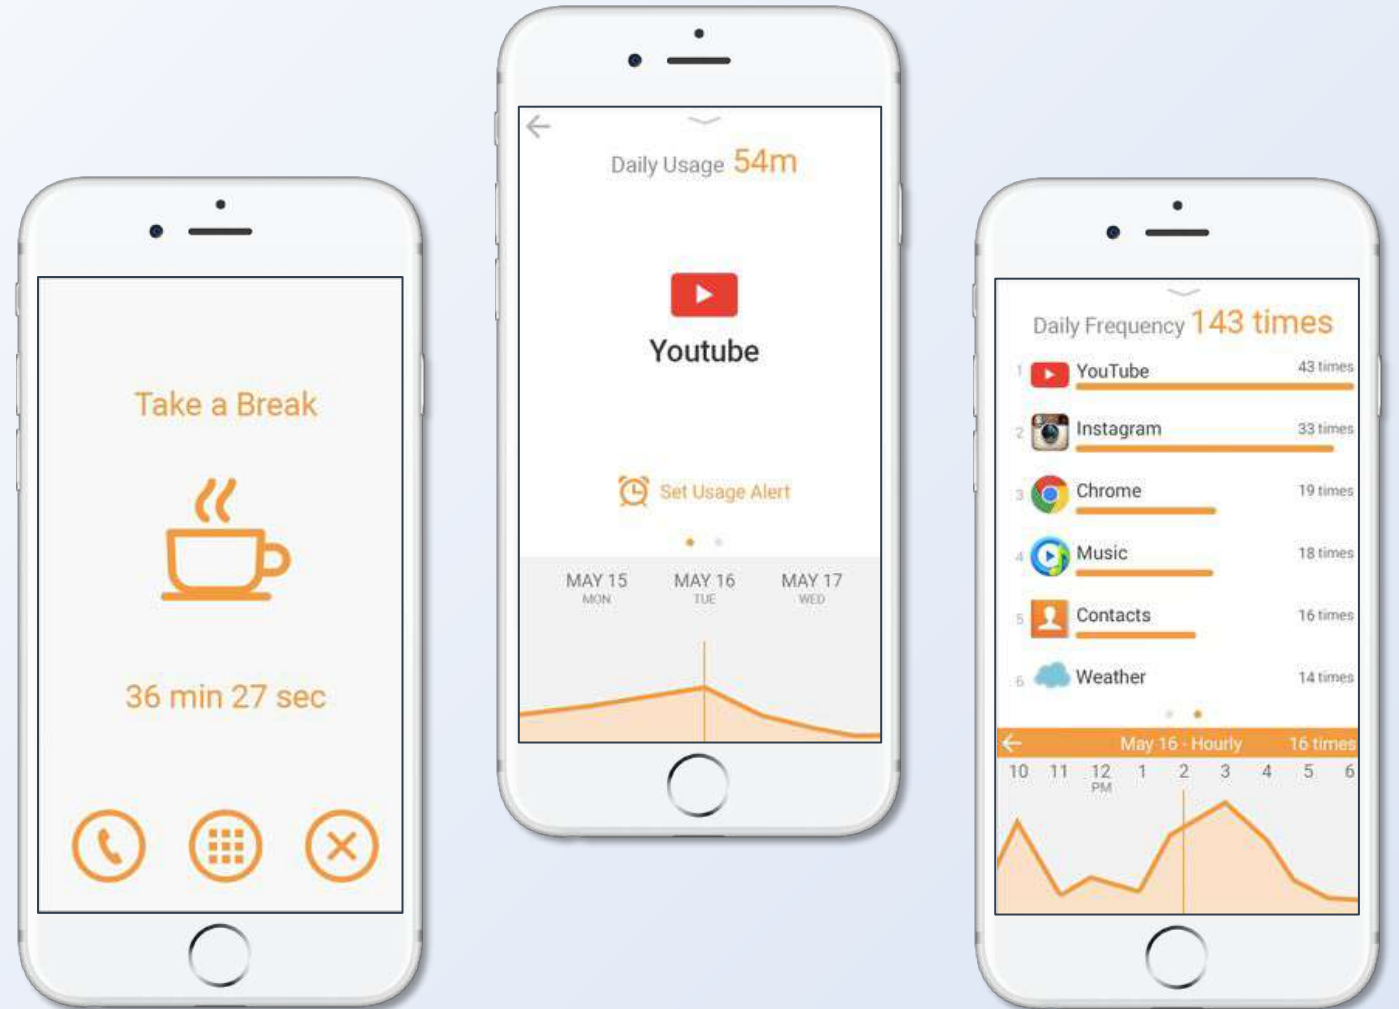 Take a Break
36 min 27 sec
Daily Usage 54m
Youtube
Set Usage Alert
MAY 15 MAY 16 MAY 17
MON TUE WED
Daily Frequency 143 times
1 YouTube 43 times
2 Instagram 33 times
3 Chrome 19 times
4 Music 18 times
5 Contacts 16 times
6 Weather 14 times
May 16 - Hourly 16 times
10 11 12 1 2 3 4 5 6
PM